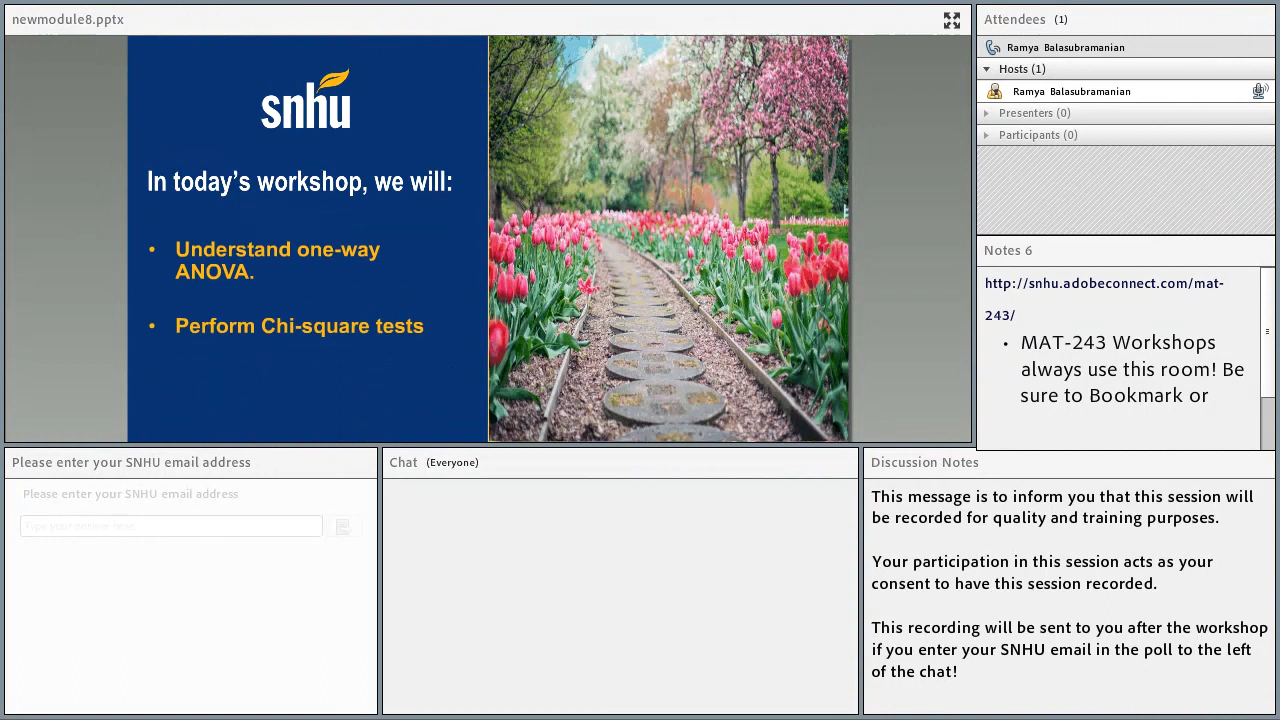 newmodule8.pptx
snhu
In today's workshop, we will:
• Understand one-way
ANOVA.
• Perform Chi-square tests
Attendees (1)
Ramya Balasubramanian
Hosts (1)
Ramya Balasubramanian
Presenters (0)
Participants (0)
Notes 6
http://snhu.adobeconnect.com/mat-
243/
• MAT-243 Workshops
always use this room! Be
sure to Bookmark or
Please enter your SNHU email address
Please enter your SNHU email address
Type your answer here.
Chat (Everyone)
Discussion Notes
This message is to inform you that this session will
be recorded for quality and training purposes.
Your participation in this session acts as your
consent to have this session recorded.
This recording will be sent to you after the workshop
if you enter your SNHU email in the poll to the left
of the chat!